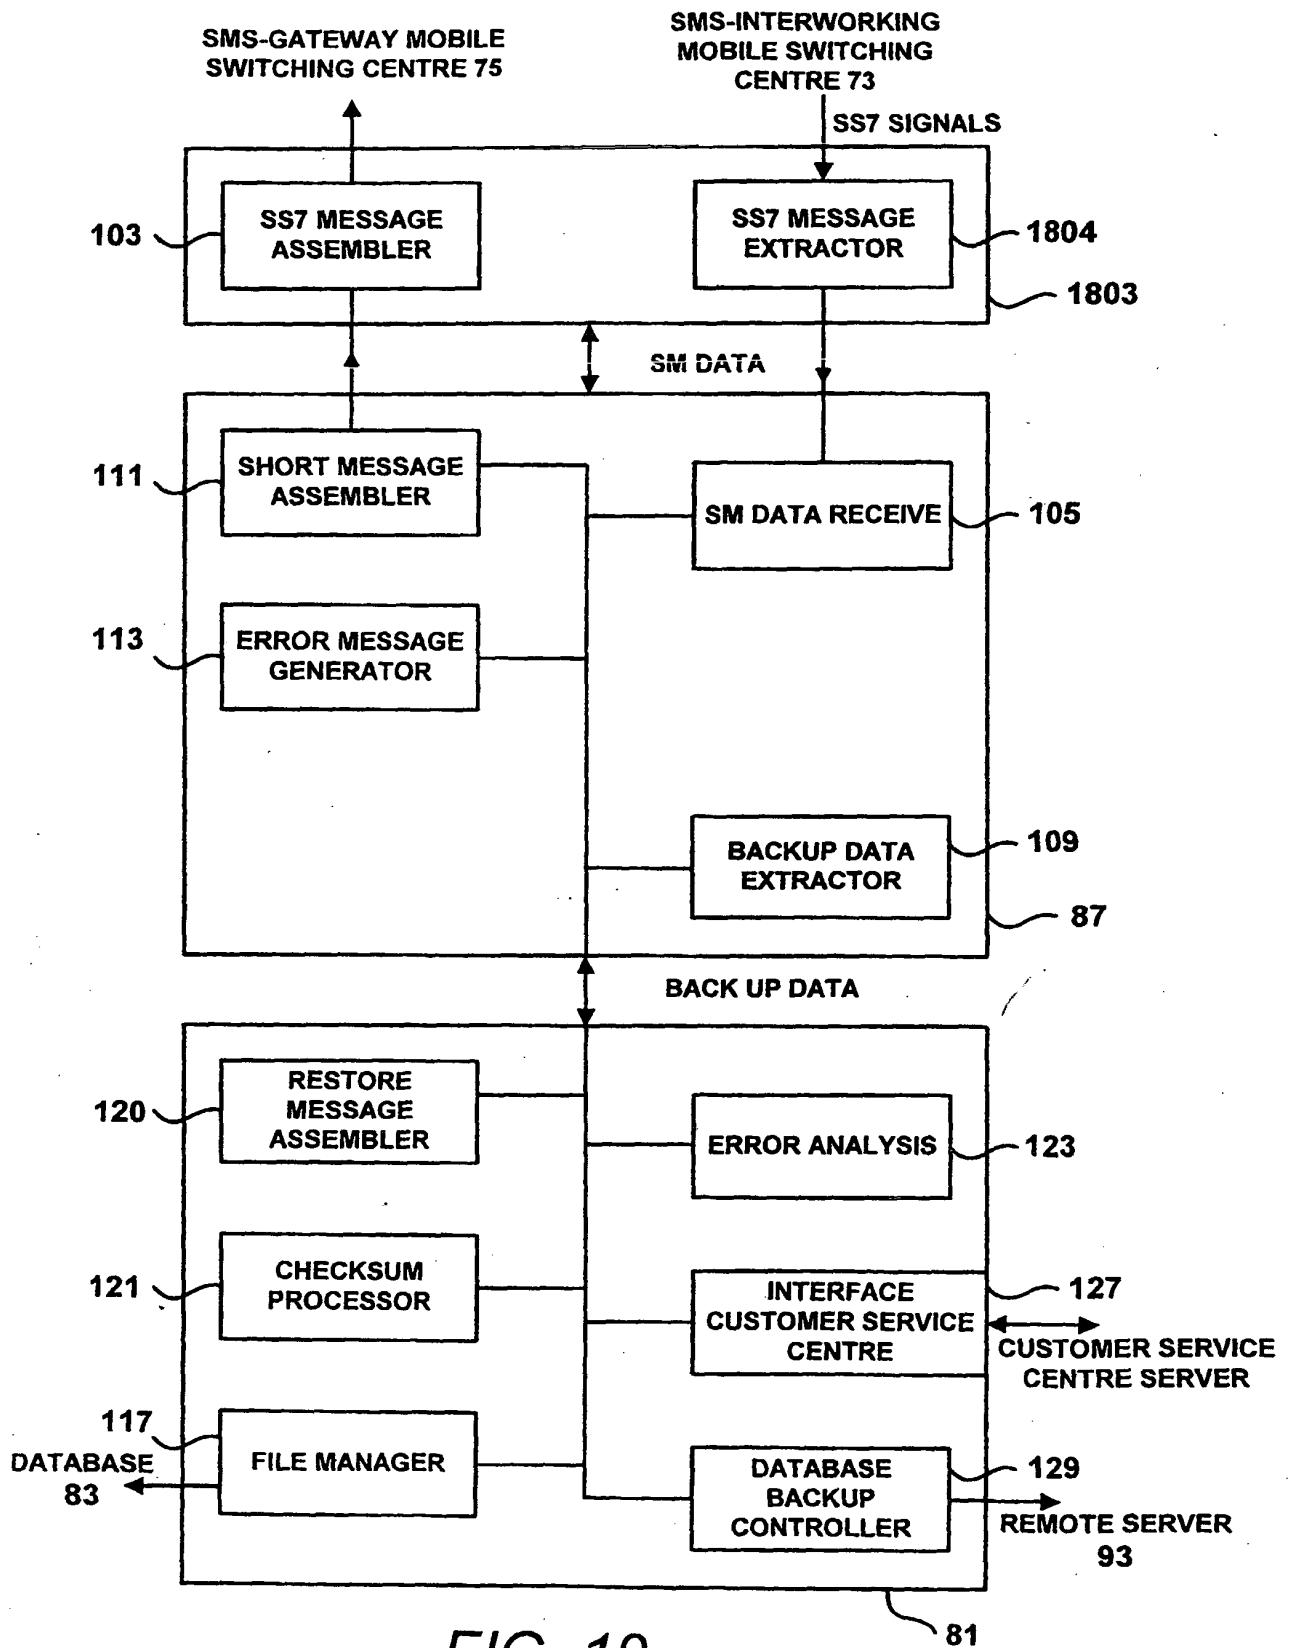 SMS-GATEWAY MOBILE
SWITCHING CENTRE 75
SMS-INTERWORKING
MOBILE SWITCHING
CENTRE 73
SS7 SIGNALS
103
SS7 MESSAGE
ASSEMBLER
SS7 MESSAGE
EXTRACTOR
1804
1803
SM DATA
111
SHORT MESSAGE
ASSEMBLER
SM DATA RECEIVE
105
113
ERROR MESSAGE
GENERATOR
BACKUP DATA
EXTRACTOR
109
87
BACK UP DATA
120
RESTORE
MESSAGE
ASSEMBLER
ERROR ANALYSIS
123
121
CHECKSUM
PROCESSOR
INTERFACE
CUSTOMER SERVICE
CENTRE
127
CUSTOMER SERVICE
CENTRE SERVER
117
DATABASE
83
FILE MANAGER
DATABASE
BACKUP
CONTROLLER
129
REMOTE SERVER
93
81
FIG.